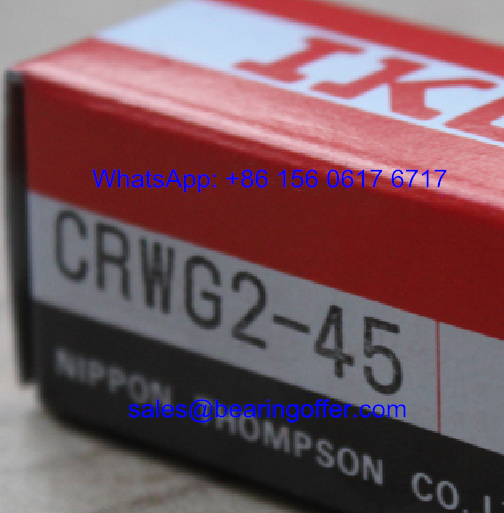 IKO
WhatsApp: +86 156 0617 6717
CRWG2-45
sales@bearingoffer.com
NIPPON THOMPSON CO.